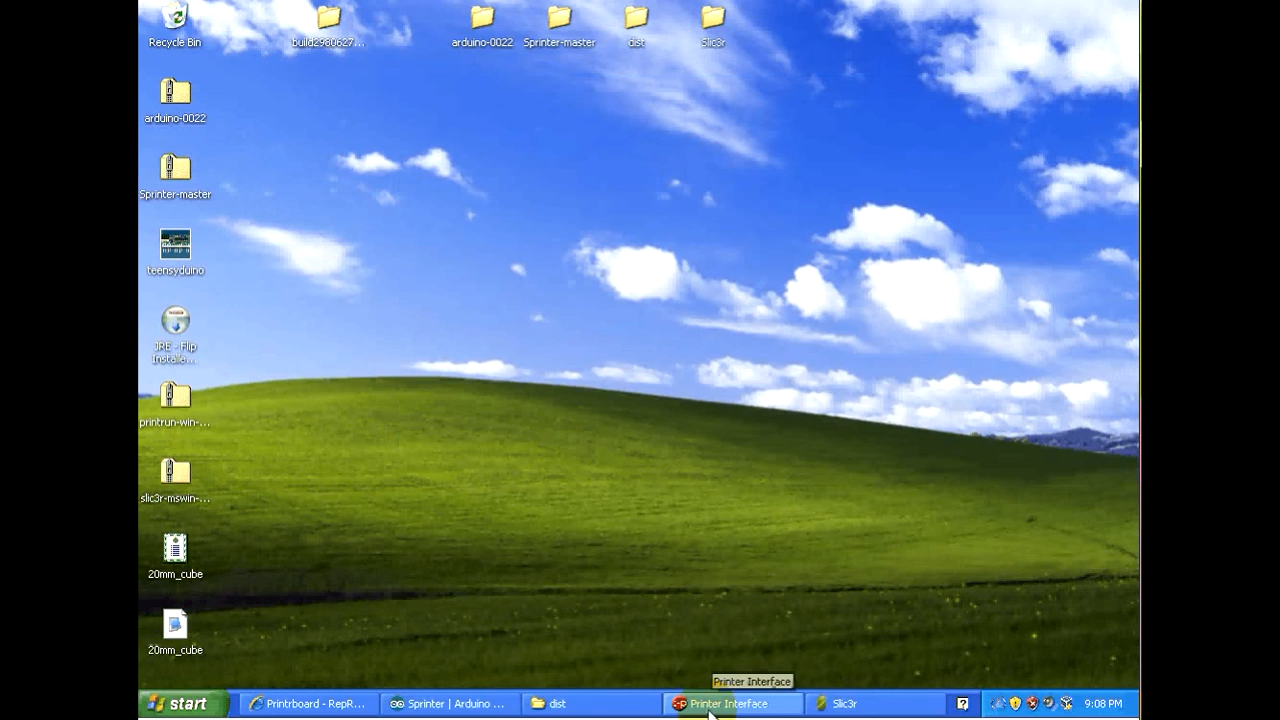 Recycle Bin
build2980627...
arduino-0022
Sprinter-master
dist
Slic3r
arduino-0022
Sprinter-master
teensyduino
JRE - Flip
Installe...
printrun-win-...
slic3r-mswin-...
20mm_cube
20mm_cube
Printer Interface
start
Printrboard - RepR...
Sprinter | Arduino ...
dist
Printer Interface
Slic3r
9:08 PM